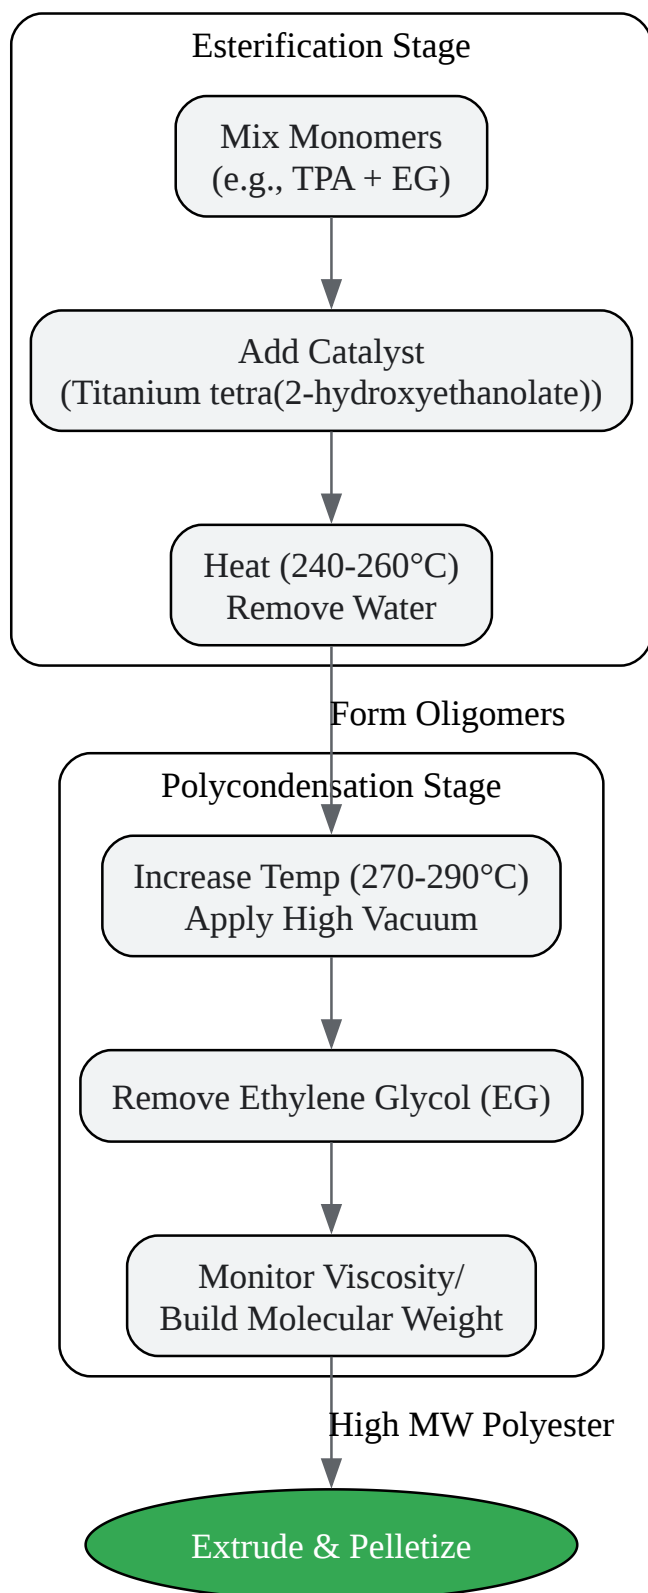 Esterification Stage
Mix Monomers
(e.g., TPA + EG)
Add Catalyst
(Titanium tetra(2-hydroxyethanolate))
Heat (240-260°C)
Remove Water
Form Oligomers
Polycondensation Stage
Increase Temp (270-290°C)
Apply High Vacuum
Remove Ethylene Glycol (EG)
Monitor Viscosity/
Build Molecular Weight
High MW Polyester
Extrude & Pelletize